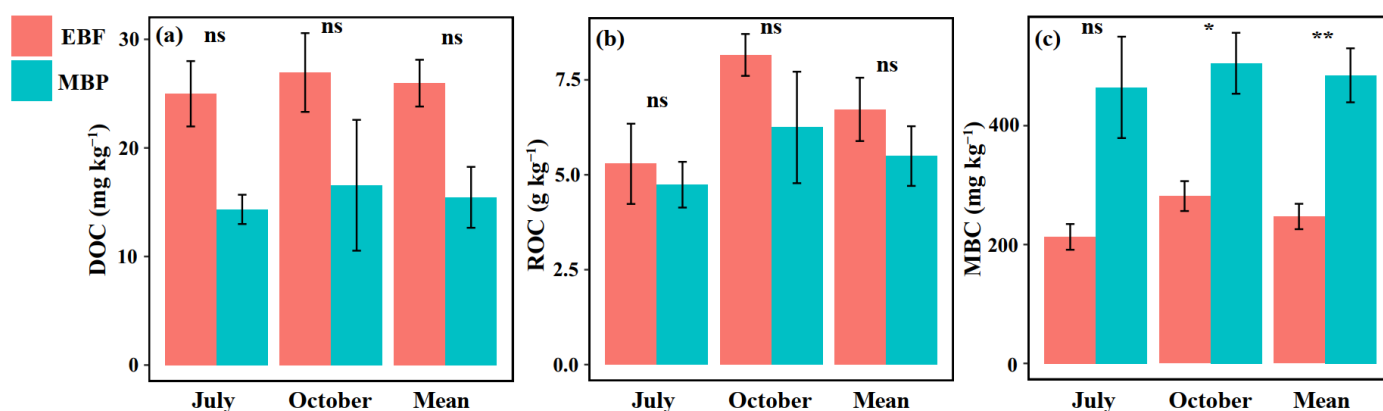 EBF
MBP
(a)
ns
ns
ns
DOC (mg kg⁻¹)
30
20
10
0
July
October
Mean
(b)
ns
ns
ns
ROC (g kg⁻¹)
7.5
5.0
2.5
0.0
July
October
Mean
(c)
ns
*
**
MBC (mg kg⁻¹)
400
200
0
July
October
Mean